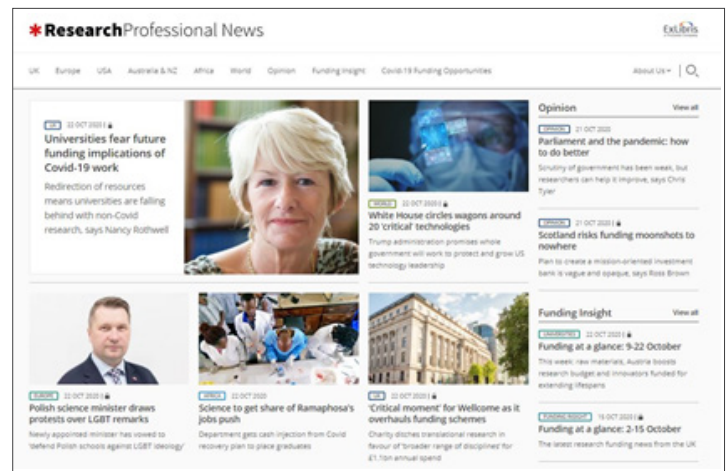 *ResearchProfessional News
ExLibris
UK Europe USA Australia & NZ Africa World Opinion Funding Insight Covid-19 Funding Opportunities About Us
UK 22 OCT 2020 |
Universities fear future
funding implications of
Covid-19 work
Redirection of resources
means universities are falling
behind with non-Covid
research, says Nancy Rothwell
WORLD 22 OCT 2020 |
White House circles wagons around
20 'critical' technologies
Trump administration promises whole
government will work to protect and grow US
technology leadership
Opinion View all
OPINION 21 OCT 2020
Parliament and the pandemic: how
to do better
Scrutiny of government has been weak, but
researchers can help it improve, says Chris
Tyler
OPINION 21 OCT 2020 |
Scotland risks funding moonshots to
nowhere
Plan to create a mission-oriented investment
bank is vague and opaque, says Ross Brown
EUROPE 22 OCT 2020 |
Polish science minister draws
protests over LGBT remarks
Newly appointed minister has vowed to
'defend Polish schools against LGBT ideology'
AFRICA 22 OCT 2020
Science to get share of Ramaphosa's
jobs push
Department gets cash injection from Covid
recovery plan to place graduates
UK 22 OCT 2020 |
'Critical moment' for Wellcome as it
overhauls funding schemes
Charity ditches translational research in
favour of 'broader range of disciplines' for
£1.1bn annual spend
Funding Insight View all
UNIVERSITIES 22 OCT 2020 |
Funding at a glance: 9-22 October
This week: raw materials, Austria boosts
research budget and innovators funded for
extending lifespans
FUNDING INSIGHT 15 OCT 2020 |
Funding at a glance: 2-15 October
The latest research funding news from the UK